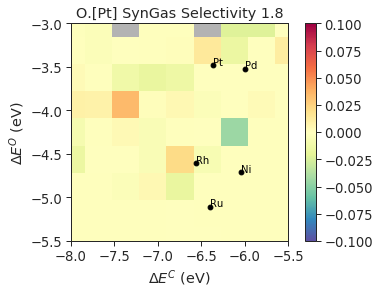 O.[Pt] SynGas Selectivity 1.8
−3.0
−3.5
−4.0
−4.5
−5.0
−5.5
ΔE^O (eV)
Pt
Pd
Rh
Ni
Ru
−8.0 −7.5 −7.0 −6.5 −6.0 −5.5
ΔE^C (eV)
0.100
0.075
0.050
0.025
0.000
−0.025
−0.050
−0.075
−0.100